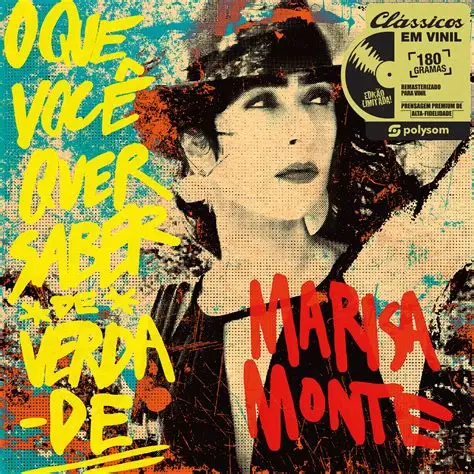 O QUE
VOCÊ
QUER
SABER
*DE*
VERDA
-DE
MARISA
MONTE
Clássicos
EM VINIL
180
GRAMAS
EDIÇÃO
LIMITADA!
REMASTERIZADO
PARA VINIL
PRENSAGEM PREMIUM DE
ALTA-FIDELIDADE
polysom